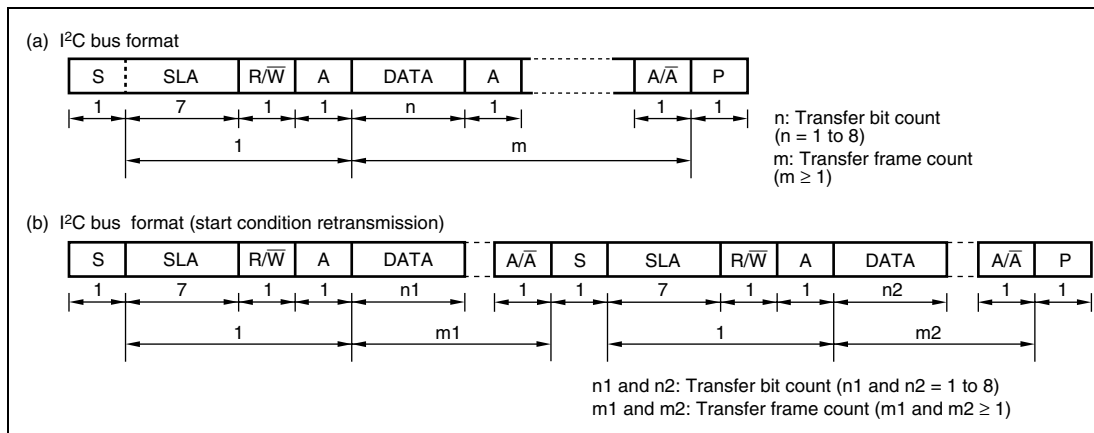 (a) I²C bus format
S SLA R/W̅ A DATA A A/A̅ P
1 7 1 1 n 1 1 1
1 m
n: Transfer bit count
(n = 1 to 8)
m: Transfer frame count
(m ≥ 1)
(b) I²C bus format (start condition retransmission)
S SLA R/W̅ A DATA A/A̅ S SLA R/W̅ A DATA A/A̅ P
1 7 1 1 n1 1 1 7 1 1 n2 1 1
1 m1 1 m2
n1 and n2: Transfer bit count (n1 and n2 = 1 to 8)
m1 and m2: Transfer frame count (m1 and m2 ≥ 1)